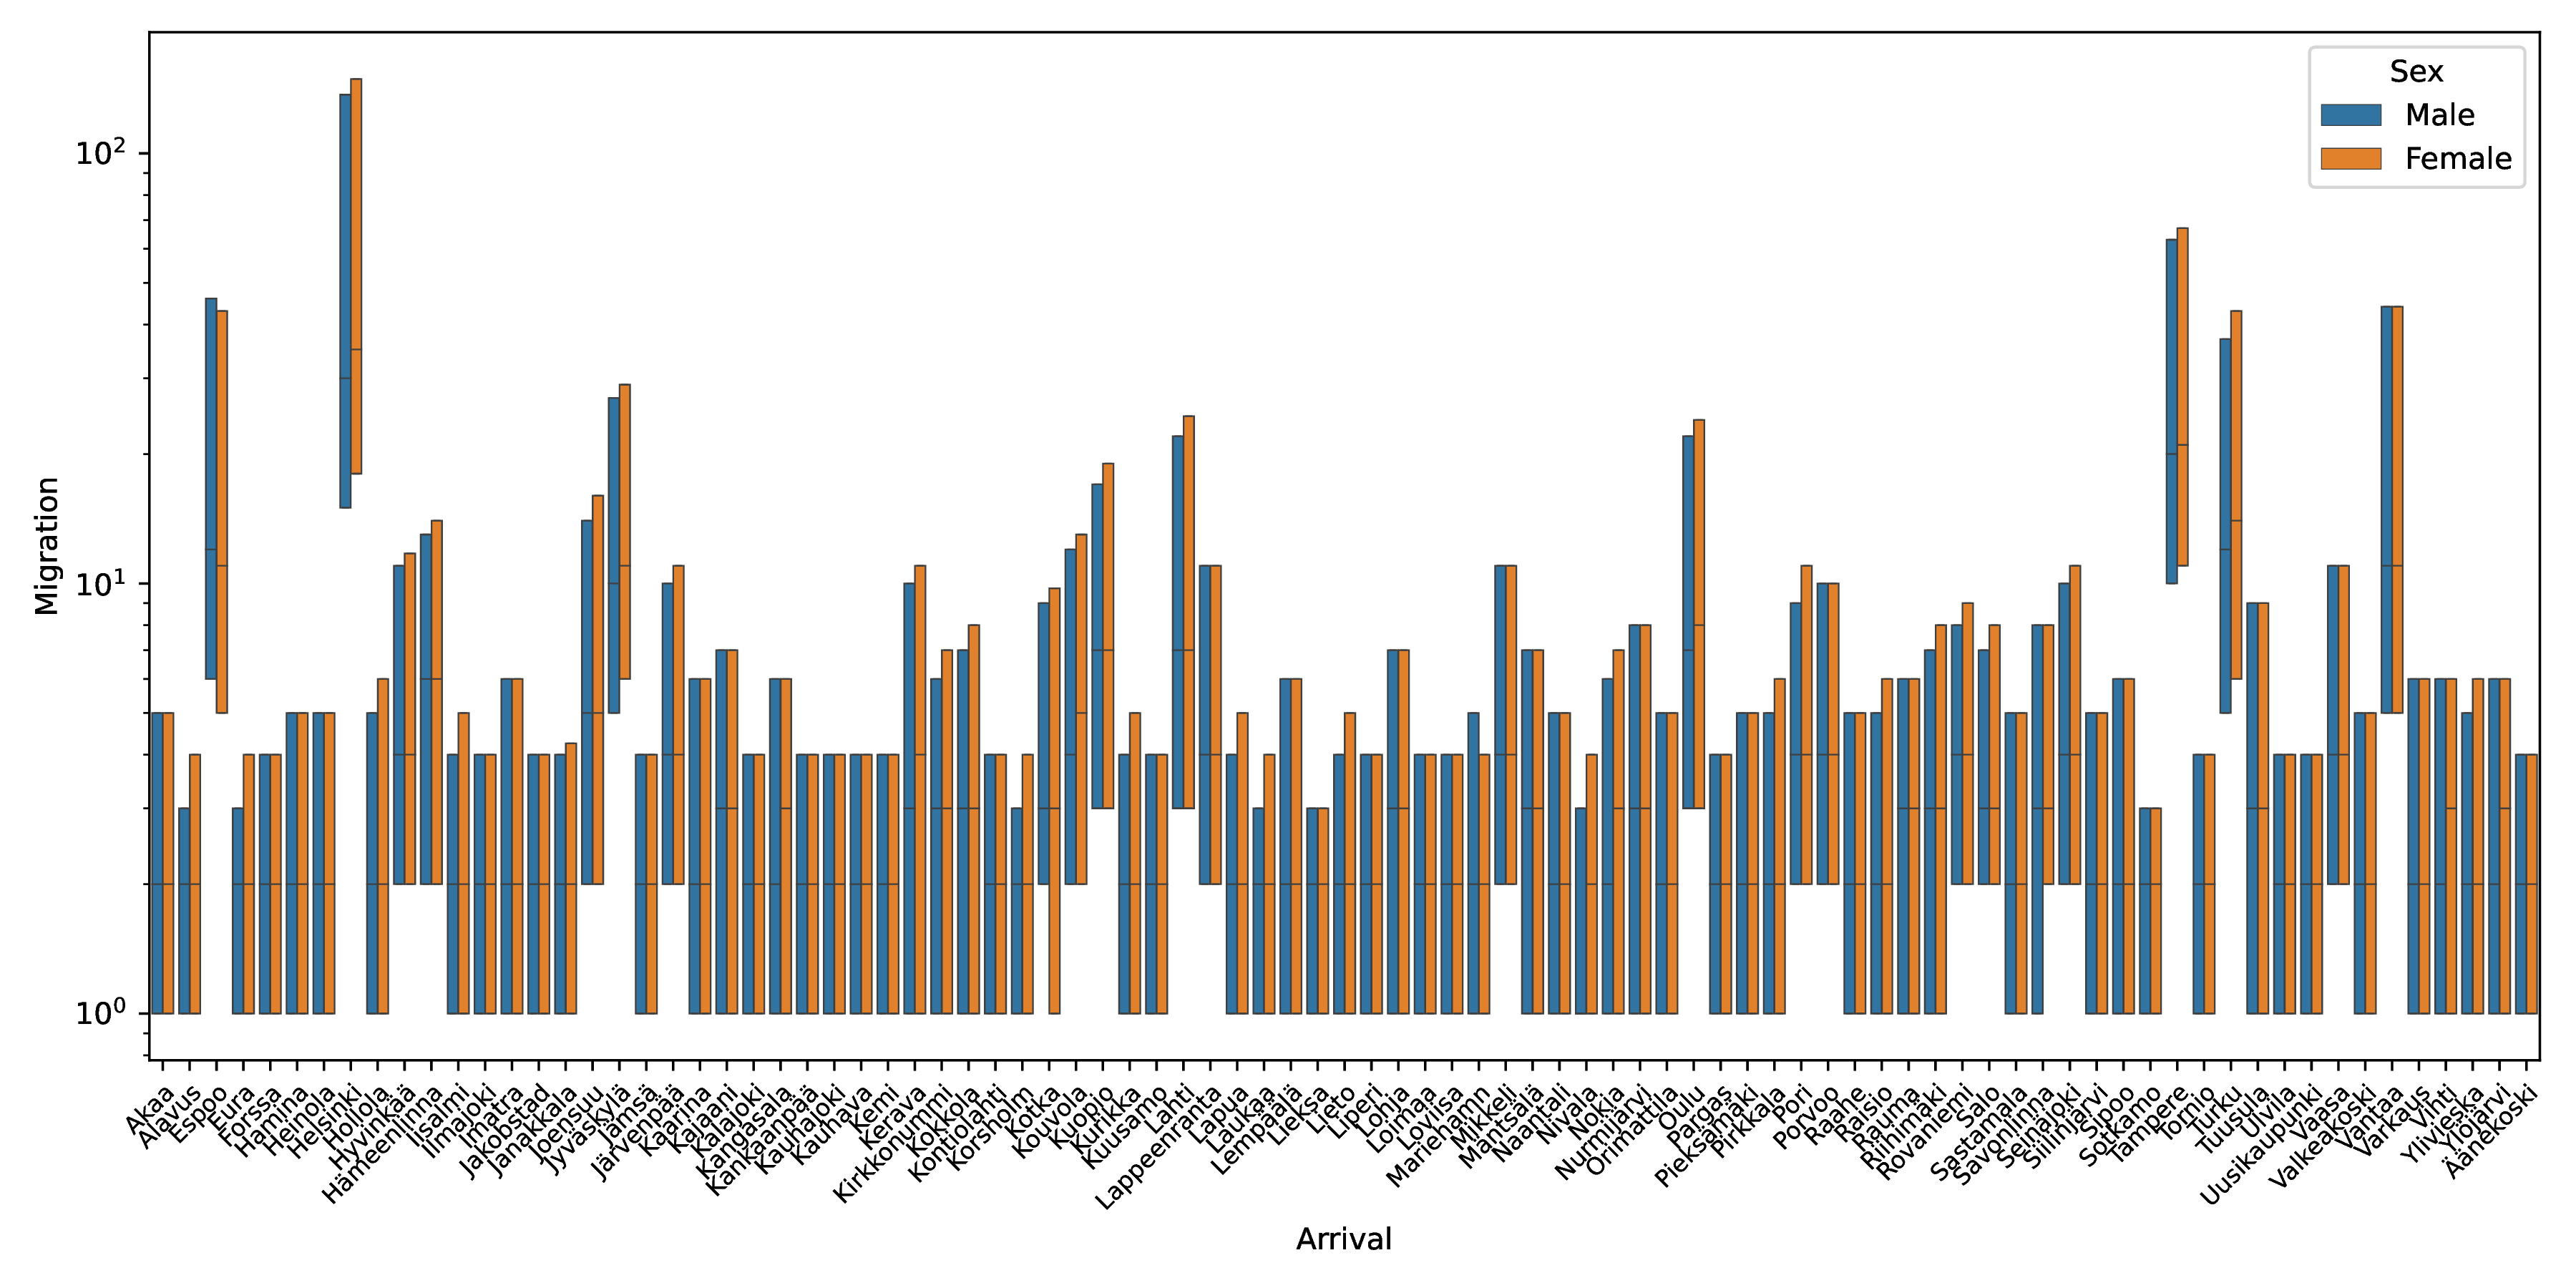 Sex
Male
Female
10²
10¹
10⁰
Migration
Akaa
Alavus
Espoo
Eura
Forssa
Hamina
Heinola
Helsinki
Hollola
Hyvinkää
Hämeenlinna
Iisalmi
Ilmajoki
Imatra
Jakobstad
Janakkala
Joensuu
Jyväskylä
Jämsä
Järvenpää
Kaarina
Kajaani
Kalajoki
Kangasala
Kankaanpää
Kauhajoki
Kauhava
Kemi
Kerava
Kirkkonummi
Kokkola
Kontiolahti
Korsholm
Kotka
Kouvola
Kuopio
Kurikka
Kuusamo
Lahti
Lappeenranta
Lapua
Laukaa
Lempäälä
Lieksa
Lieto
Liperi
Lohja
Loimaa
Loviisa
Mariehamn
Mikkeli
Mäntsälä
Naantali
Nivala
Nokia
Nurmijärvi
Orimattila
Oulu
Pargas
Pieksämäki
Pirkkala
Pori
Porvoo
Raahe
Raisio
Rauma
Riihimäki
Rovaniemi
Salo
Sastamala
Savonlinna
Seinäjoki
Siilinjärvi
Sipoo
Sotkamo
Tampere
Tornio
Turku
Tuusula
Ulvila
Uusikaupunki
Vaasa
Valkeakoski
Vantaa
Varkaus
Vihti
Ylivieska
Ylöjärvi
Äänekoski
Arrival